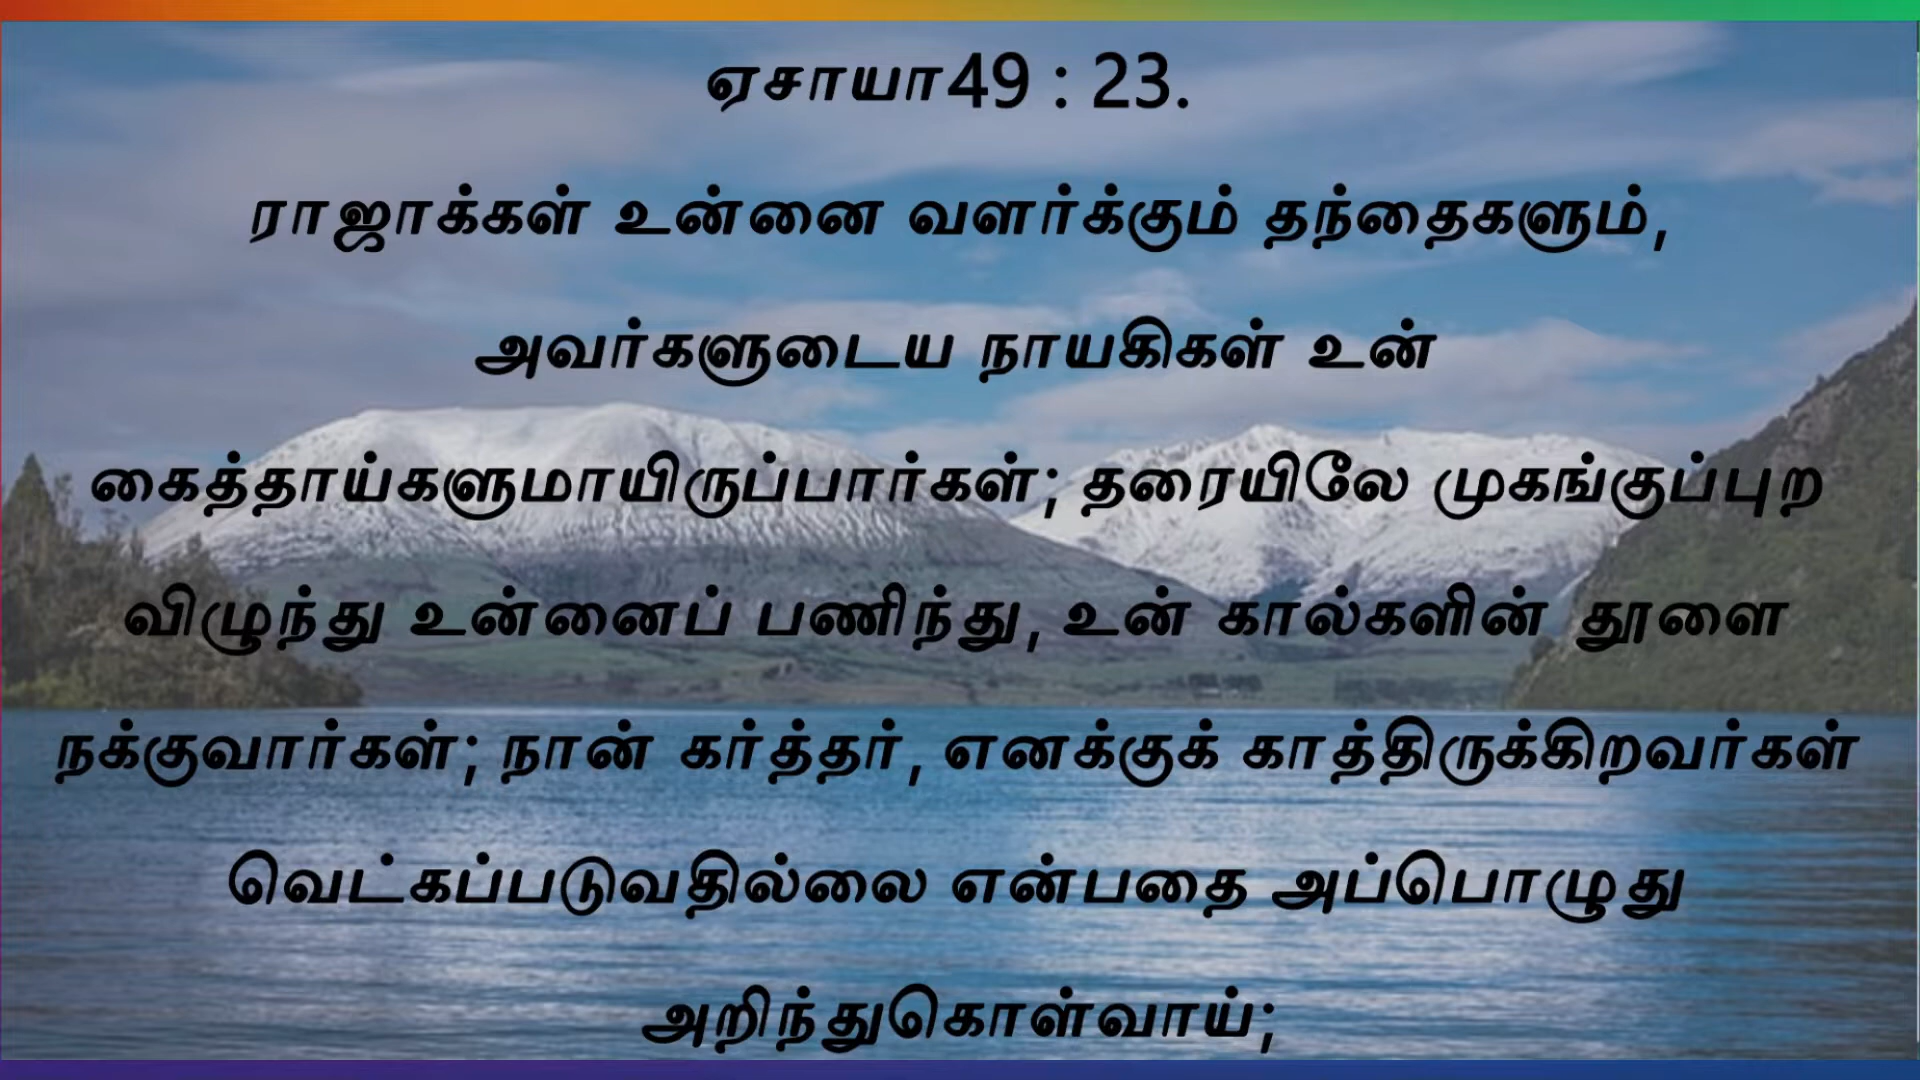 ஏசாயா49 : 23.
ராஜாக்கள் உன்னை வளர்க்கும் தந்தைகளும்,
அவர்களுடைய நாயகிகள் உன்
கைத்தாய்களுமாயிருப்பார்கள்; தரையிலே முகங்குப்புற
விழுந்து உன்னைப் பணிந்து, உன் கால்களின் தூளை
நக்குவார்கள்; நான் கர்த்தர், எனக்குக் காத்திருக்கிறவர்கள்
வெட்கப்படுவதில்லை என்பதை அப்பொழுது
அறிந்துகொள்வாய்;